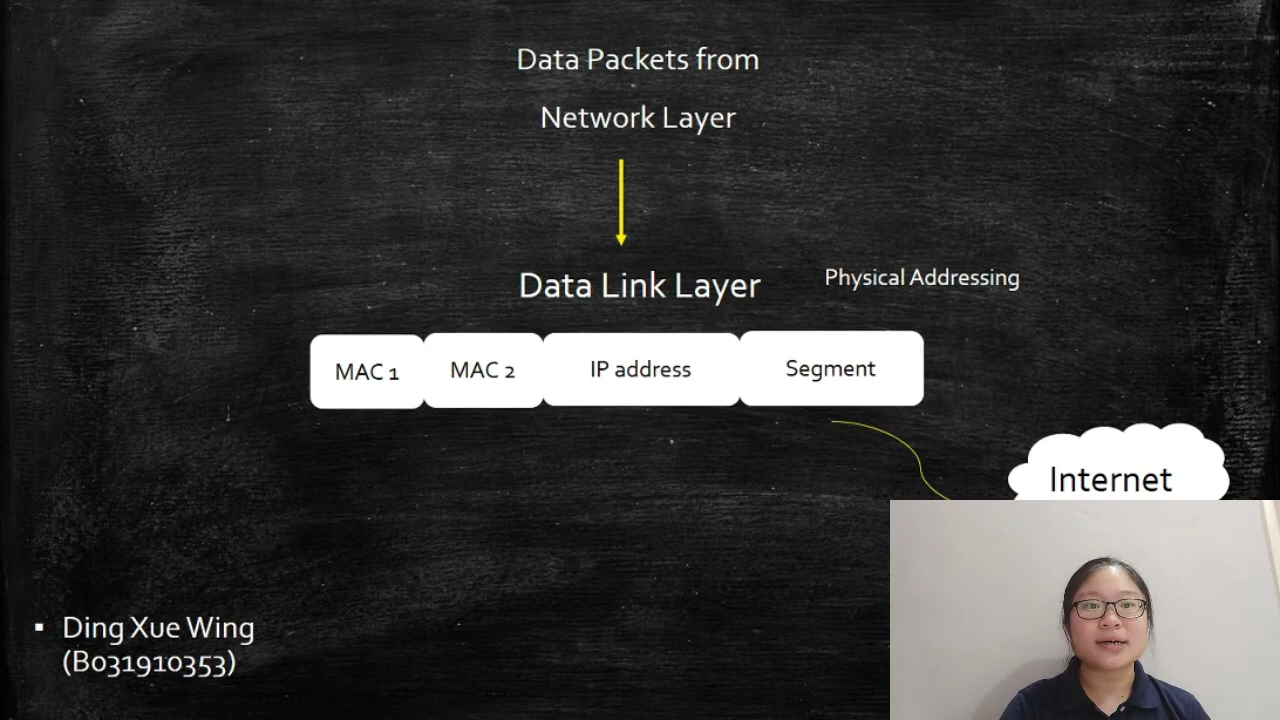 Data Packets from
Network Layer
Data Link Layer
Physical Addressing
MAC 1
MAC 2
IP address
Segment
Internet
▪ Ding Xue Wing
(B031910353)